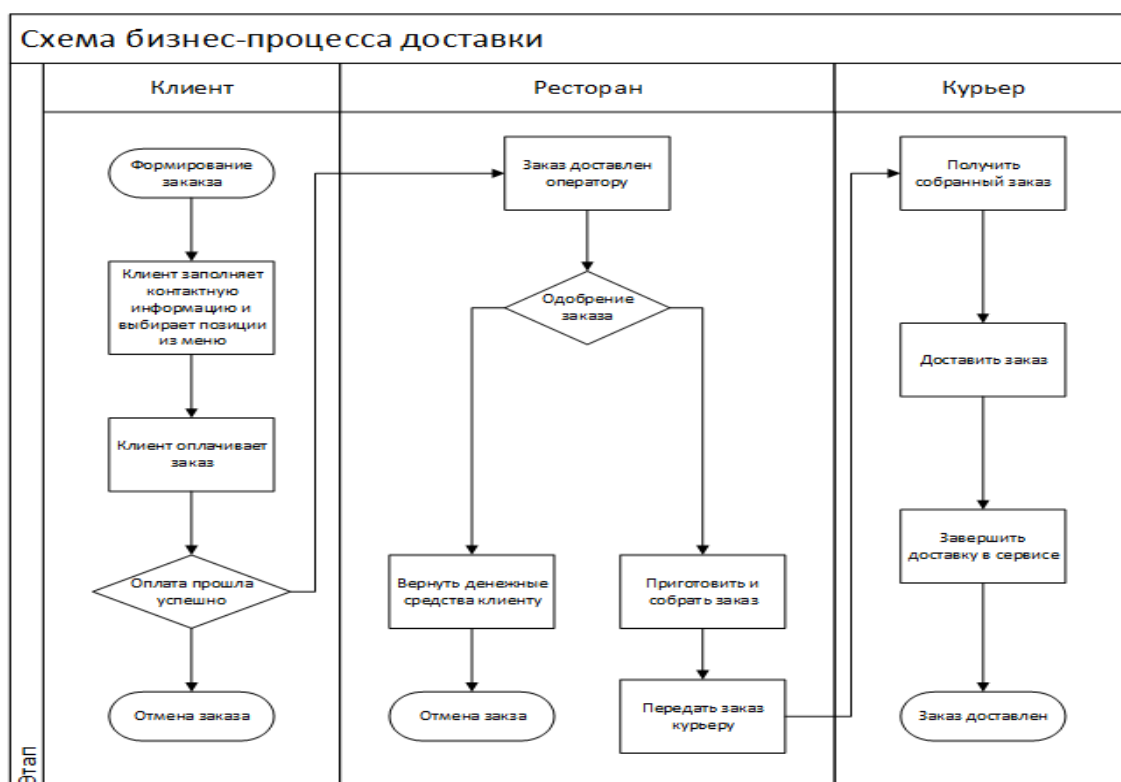 Схема бизнес-процесса доставки
Клиент
Ресторан
Курьер
Формирование
закакза
Клиент заполняет
контактную
информацию и
выбирает позиции
из меню
Клиент оплачивает
заказ
Оплата прошла
успешно
Отмена заказа
Заказ доставлен
оператору
Одобрение
заказа
Вернуть денежные
средства клиенту
Отмена закза
Приготовить и
собрать заказ
Передать заказ
курьеру
Получить
собранный заказ
Доставить заказ
Завершить
доставку в сервисе
Заказ доставлен
Этап